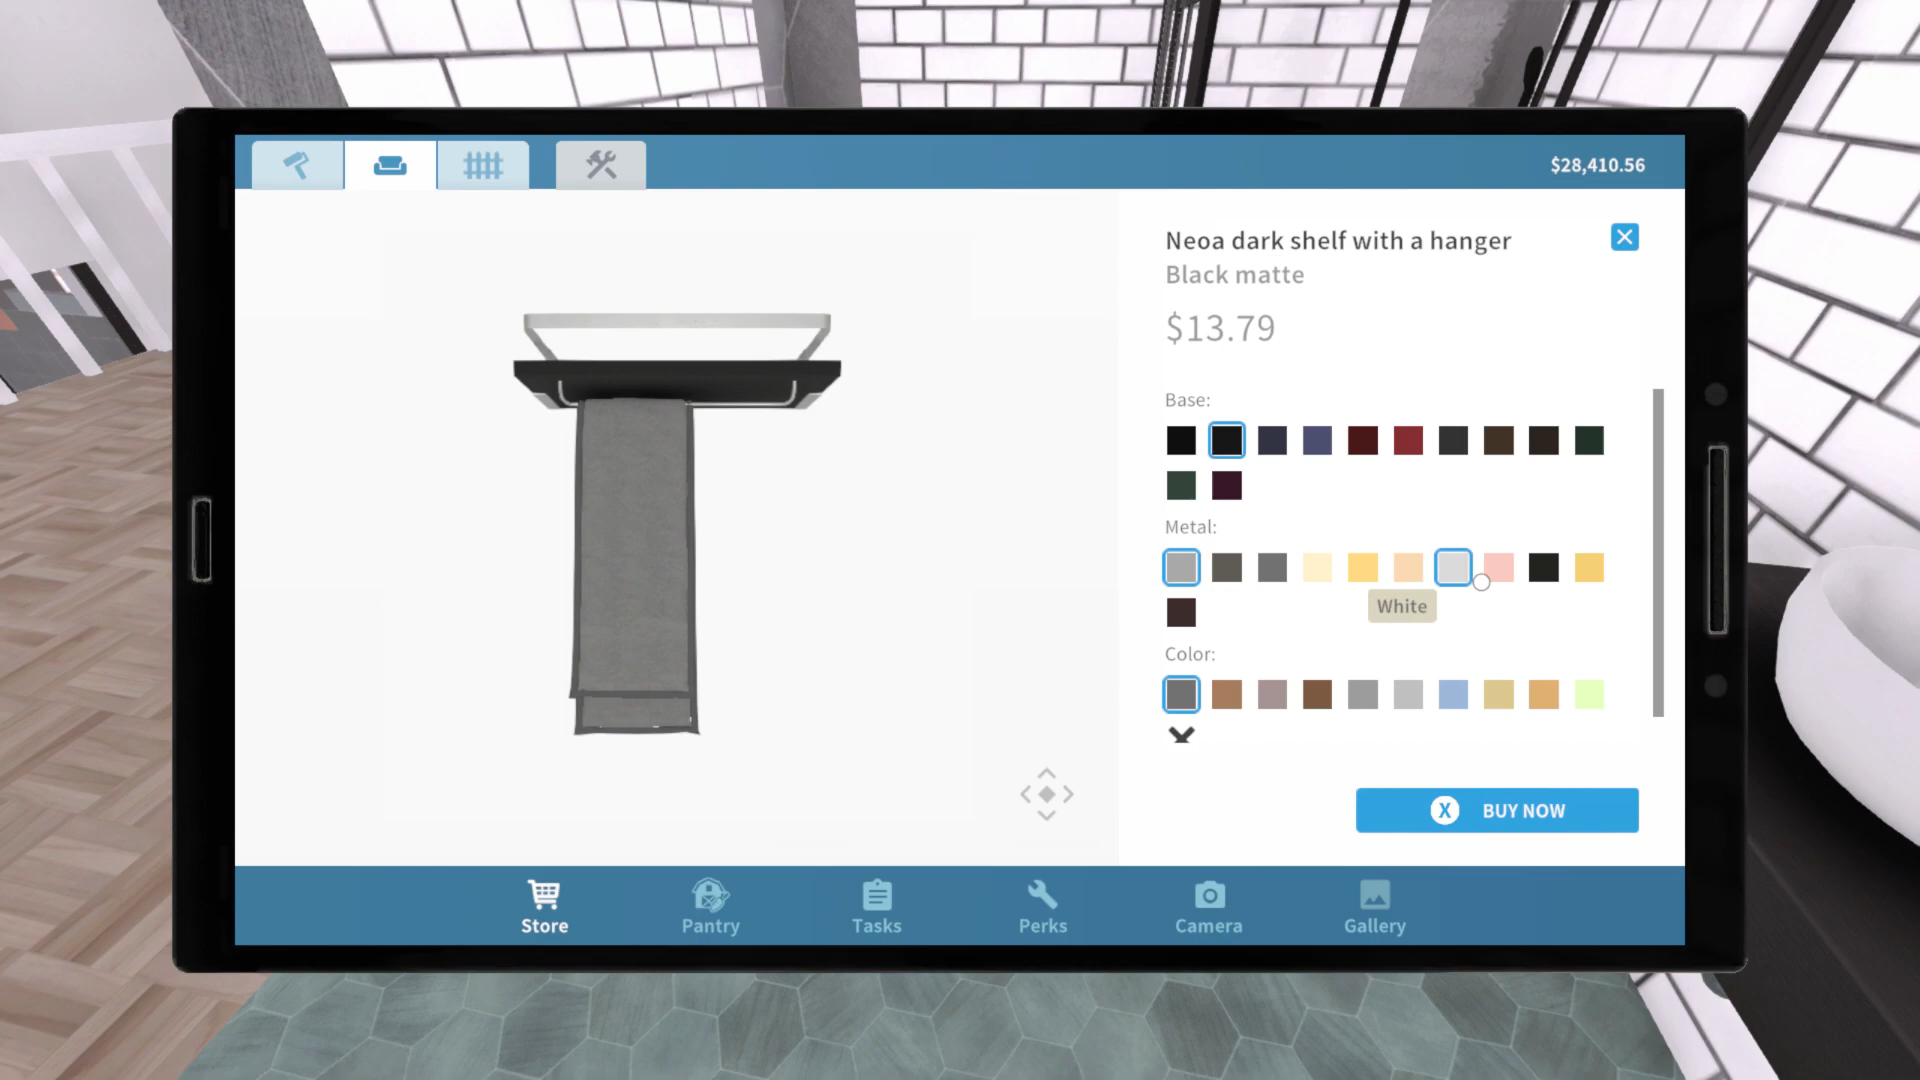 $28,410.56
Neoa dark shelf with a hanger
Black matte
$13.79
Base:
Metal:
White
Color:
X BUY NOW
Store
Pantry
Tasks
Perks
Camera
Gallery